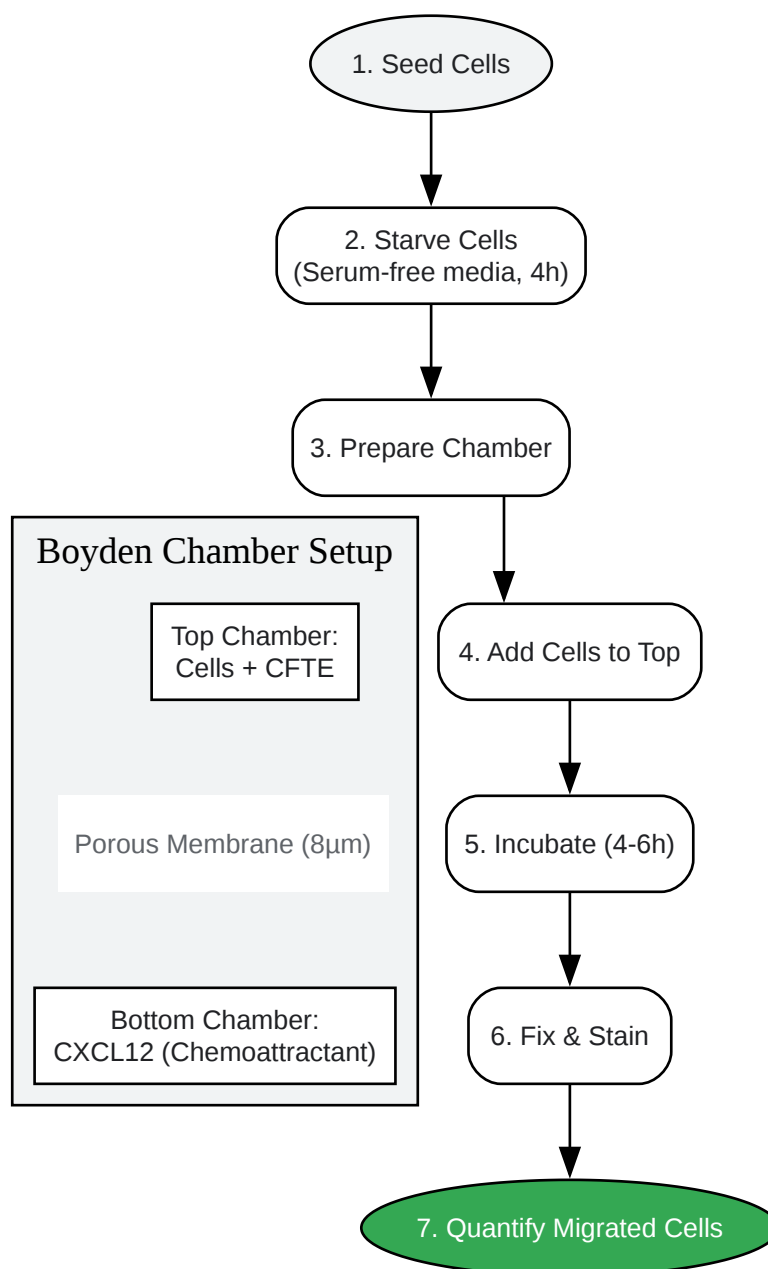 1. Seed Cells
2. Starve Cells
(Serum-free media, 4h)
3. Prepare Chamber
Boyden Chamber Setup
Top Chamber:
Cells + CFTE
Porous Membrane (8µm)
Bottom Chamber:
CXCL12 (Chemoattractant)
4. Add Cells to Top
5. Incubate (4-6h)
6. Fix & Stain
7. Quantify Migrated Cells